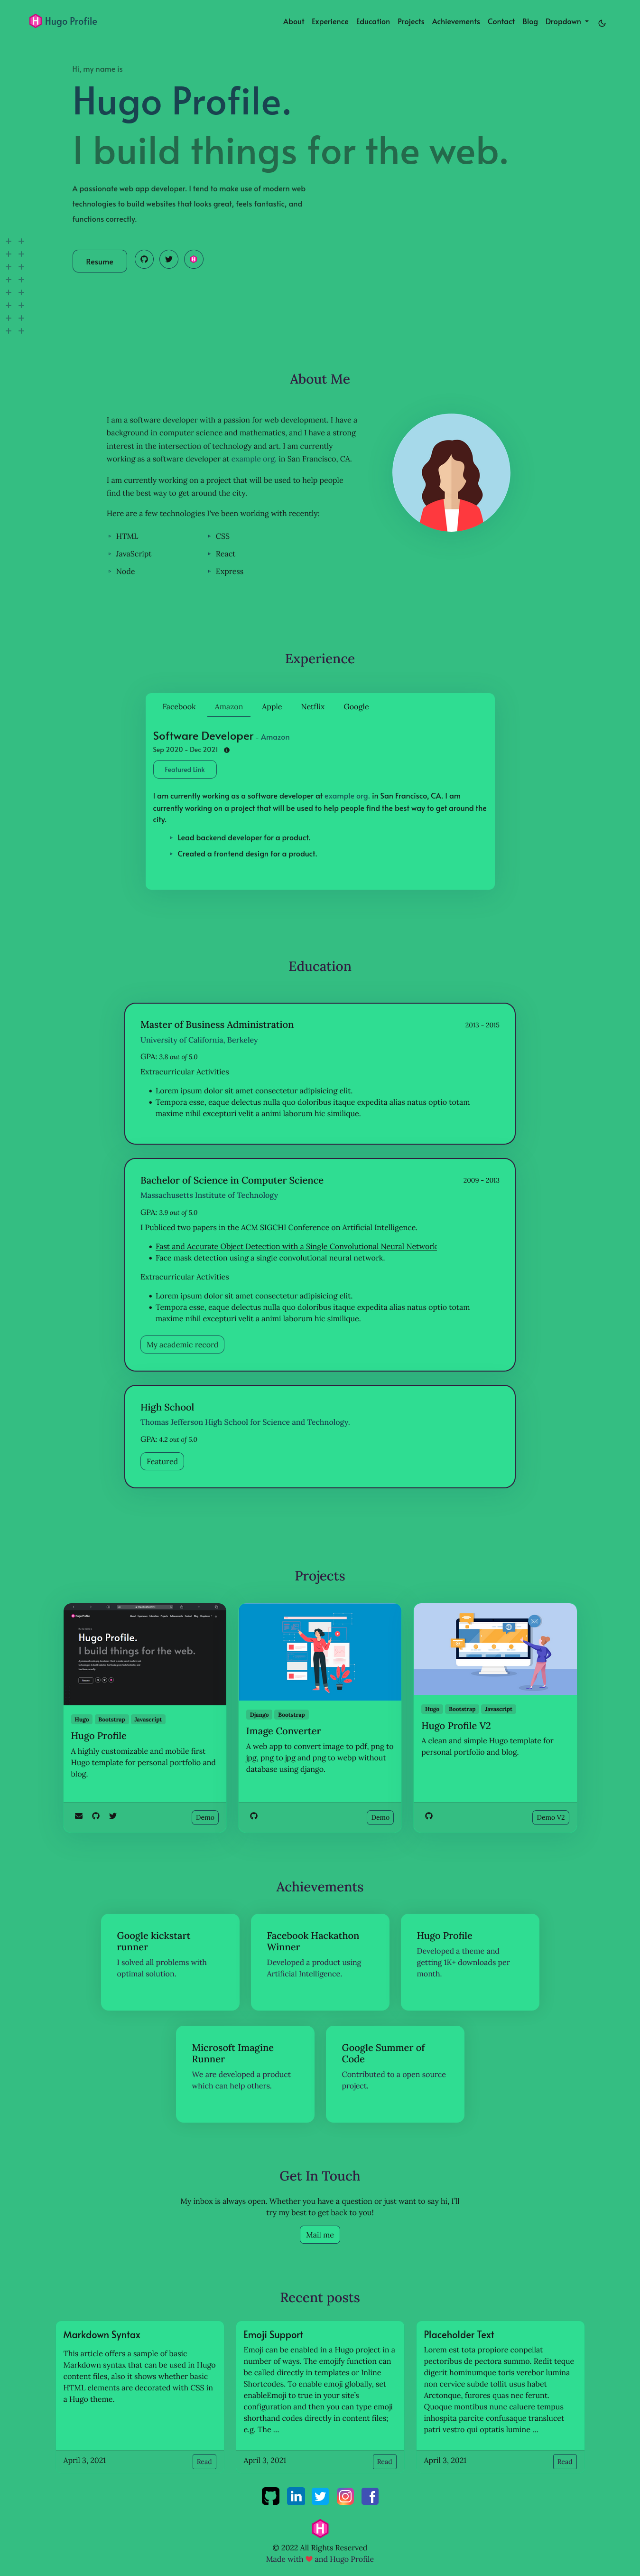 Hugo Profile
About Experience Education Projects Achievements Contact Blog Dropdown
Hi, my name is
Hugo Profile.
I build things for the web.
A passionate web app developer. I tend to make use of modern web
technologies to build websites that looks great, feels fantastic, and
functions correctly.
Resume
About Me
I am a software developer with a passion for web development. I have a
background in computer science and mathematics, and I have a strong
interest in the intersection of technology and art. I am currently
working as a software developer at example org. in San Francisco, CA.
I am currently working on a project that will be used to help people
find the best way to get around the city.
Here are a few technologies I've been working with recently:
HTML CSS
JavaScript React
Node Express
Experience
Facebook Amazon Apple Netflix Google
Software Developer - Amazon
Sep 2020 - Dec 2021
Featured Link
I am currently working as a software developer at example org. in San Francisco, CA. I am
currently working on a project that will be used to help people find the best way to get around the
city.
Lead backend developer for a product.
Created a frontend design for a product.
Education
Master of Business Administration 2013 - 2015
University of California, Berkeley
GPA: 3.8 out of 5.0
Extracurricular Activities
Lorem ipsum dolor sit amet consectetur adipisicing elit.
Tempora esse, eaque delectus nulla quo doloribus itaque expedita alias natus optio totam
maxime nihil excepturi velit a animi laborum hic similique.
Bachelor of Science in Computer Science 2009 - 2013
Massachusetts Institute of Technology
GPA: 3.9 out of 5.0
I Publiced two papers in the ACM SIGCHI Conference on Artificial Intelligence.
Fast and Accurate Object Detection with a Single Convolutional Neural Network
Face mask detection using a single convolutional neural network.
Extracurricular Activities
Lorem ipsum dolor sit amet consectetur adipisicing elit.
Tempora esse, eaque delectus nulla quo doloribus itaque expedita alias natus optio totam
maxime nihil excepturi velit a animi laborum hic similique.
My academic record
High School
Thomas Jefferson High School for Science and Technology.
GPA: 4.2 out of 5.0
Featured
Projects
Hugo Profile.
I build things for the web.
Hugo Bootstrap Javascript
Hugo Profile
A highly customizable and mobile first
Hugo template for personal portfolio and
blog.
Demo
Django Bootstrap
Image Converter
A web app to convert image to pdf, png to
jpg, png to jpg and png to webp without
database using django.
Demo
Hugo Bootstrap Javascript
Hugo Profile V2
A clean and simple Hugo template for
personal portfolio and blog.
Demo V2
Achievements
Google kickstart
runner
I solved all problems with
optimal solution.
Facebook Hackathon
Winner
Developed a product using
Artificial Intelligence.
Hugo Profile
Developed a theme and
getting 1K+ downloads per
month.
Microsoft Imagine
Runner
We are developed a product
which can help others.
Google Summer of
Code
Contributed to a open source
project.
Get In Touch
My inbox is always open. Whether you have a question or just want to say hi, I'll
try my best to get back to you!
Mail me
Recent posts
Markdown Syntax
This article offers a sample of basic
Markdown syntax that can be used in Hugo
content files, also it shows whether basic
HTML elements are decorated with CSS in
a Hugo theme.
April 3, 2021 Read
Emoji Support
Emoji can be enabled in a Hugo project in a
number of ways. The emojify function can
be called directly in templates or Inline
Shortcodes. To enable emoji globally, set
enableEmoji to true in your site's
configuration and then you can type emoji
shorthand codes directly in content files;
e.g. The ...
April 3, 2021 Read
Placeholder Text
Lorem est tota propiore conpellat
pectoribus de pectora summo. Redit teque
digerit hominumque toris verebor lumina
non cervice subde tollit usus habet
Arctonque, furores quas nec ferunt.
Quoque montibus nunc caluere tempus
inhospita parcite confusaque translucet
patri vestro qui optatis lumine ...
April 3, 2021 Read
© 2022 All Rights Reserved
Made with ❤ and Hugo Profile